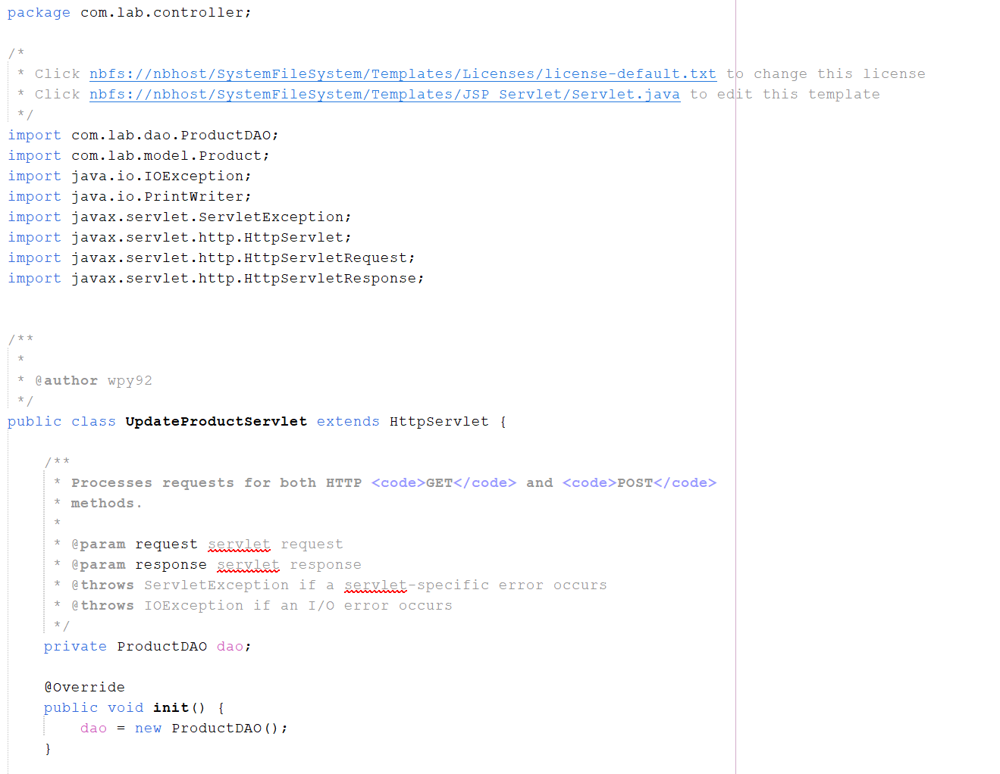 package com.lab.controller;
/*
 * Click nbfs://nbhost/SystemFileSystem/Templates/Licenses/license-default.txt to change this license
 * Click nbfs://nbhost/SystemFileSystem/Templates/JSP_Servlet/Servlet.java to edit this template
 */
import com.lab.dao.ProductDAO;
import com.lab.model.Product;
import java.io.IOException;
import java.io.PrintWriter;
import javax.servlet.ServletException;
import javax.servlet.http.HttpServlet;
import javax.servlet.http.HttpServletRequest;
import javax.servlet.http.HttpServletResponse;
/**
 *
 * @author wpy92
 */
public class UpdateProductServlet extends HttpServlet {
    /**
     * Processes requests for both HTTP <code>GET</code> and <code>POST</code>
     * methods.
     *
     * @param request servlet request
     * @param response servlet response
     * @throws ServletException if a servlet-specific error occurs
     * @throws IOException if an I/O error occurs
     */
    private ProductDAO dao;
    @Override
    public void init() {
        dao = new ProductDAO();
    }